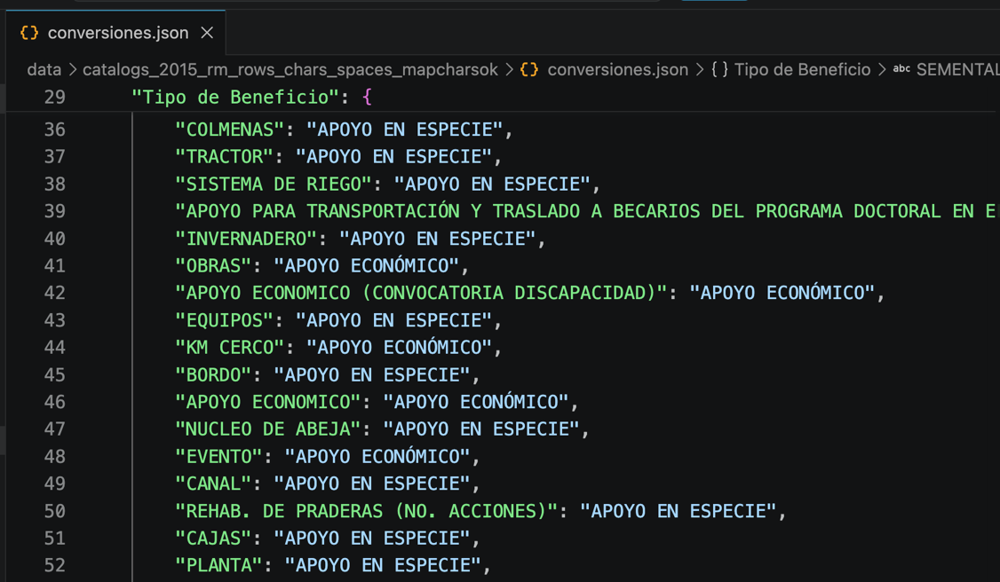 {} conversiones.json ×
data > catalogs_2015_rm_rows_chars_spaces_mapcharsok > {} conversiones.json > { } Tipo de Beneficio > abc SEMENTAL
29 "Tipo de Beneficio": {
36 "COLMENAS": "APOYO EN ESPECIE",
37 "TRACTOR": "APOYO EN ESPECIE",
38 "SISTEMA DE RIEGO": "APOYO EN ESPECIE",
39 "APOYO PARA TRANSPORTACIÓN Y TRASLADO A BECARIOS DEL PROGRAMA DOCTORAL EN
40 "INVERNADERO": "APOYO EN ESPECIE",
41 "OBRAS": "APOYO ECONÓMICO",
42 "APOYO ECONOMICO (CONVOCATORIA DISCAPACIDAD)": "APOYO ECONÓMICO",
43 "EQUIPOS": "APOYO EN ESPECIE",
44 "KM CERCO": "APOYO ECONÓMICO",
45 "BORDO": "APOYO EN ESPECIE",
46 "APOYO ECONOMICO": "APOYO ECONÓMICO",
47 "NUCLEO DE ABEJA": "APOYO EN ESPECIE",
48 "EVENTO": "APOYO ECONÓMICO",
49 "CANAL": "APOYO EN ESPECIE",
50 "REHAB. DE PRADERAS (NO. ACCIONES)": "APOYO EN ESPECIE",
51 "CAJAS": "APOYO EN ESPECIE",
52 "PLANTA": "APOYO EN ESPECIE",